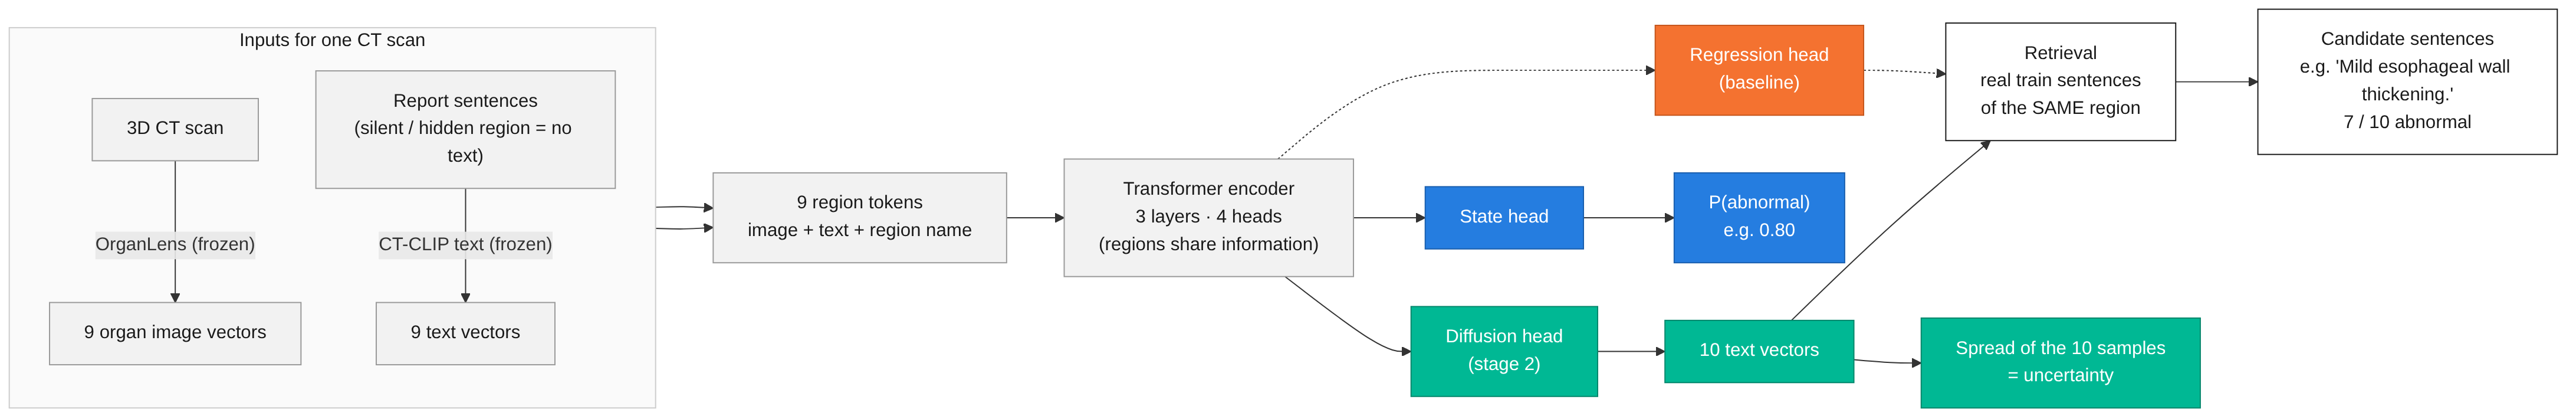 Inputs for one CT scan
3D CT scan
Report sentences
(silent / hidden region = no
text)
OrganLens (frozen)
CT-CLIP text (frozen)
9 organ image vectors
9 text vectors
9 region tokens
image + text + region name
Transformer encoder
3 layers · 4 heads
(regions share information)
Regression head
(baseline)
State head
P(abnormal)
e.g. 0.80
Diffusion head
(stage 2)
10 text vectors
Retrieval
real train sentences
of the SAME region
Spread of the 10 samples
= uncertainty
Candidate sentences
e.g. 'Mild esophageal wall
thickening.'
7 / 10 abnormal